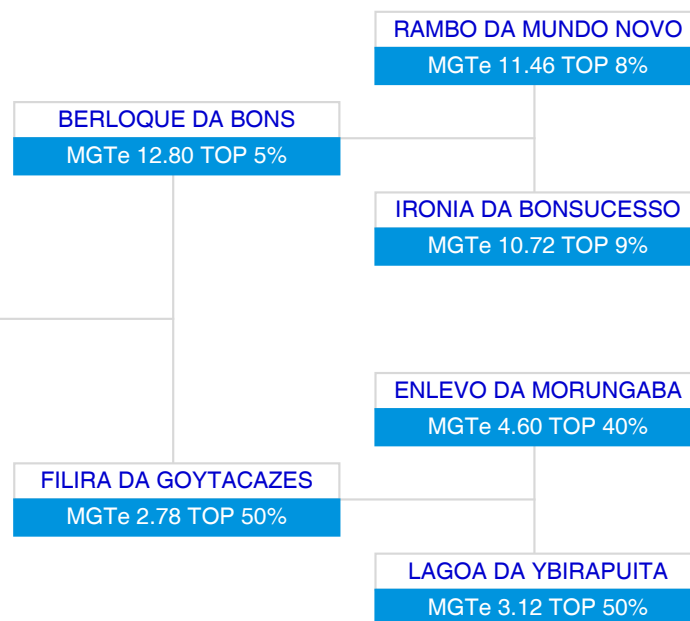 RAMBO DA MUNDO NOVO
MGTe 11.46 TOP 8%
BERLOQUE DA BONS
MGTe 12.80 TOP 5%
IRONIA DA BONSUCESSO
MGTe 10.72 TOP 9%
ENLEVO DA MORUNGABA
MGTe 4.60 TOP 40%
FILIRA DA GOYTACAZES
MGTe 2.78 TOP 50%
LAGOA DA YBIRAPUITA
MGTe 3.12 TOP 50%